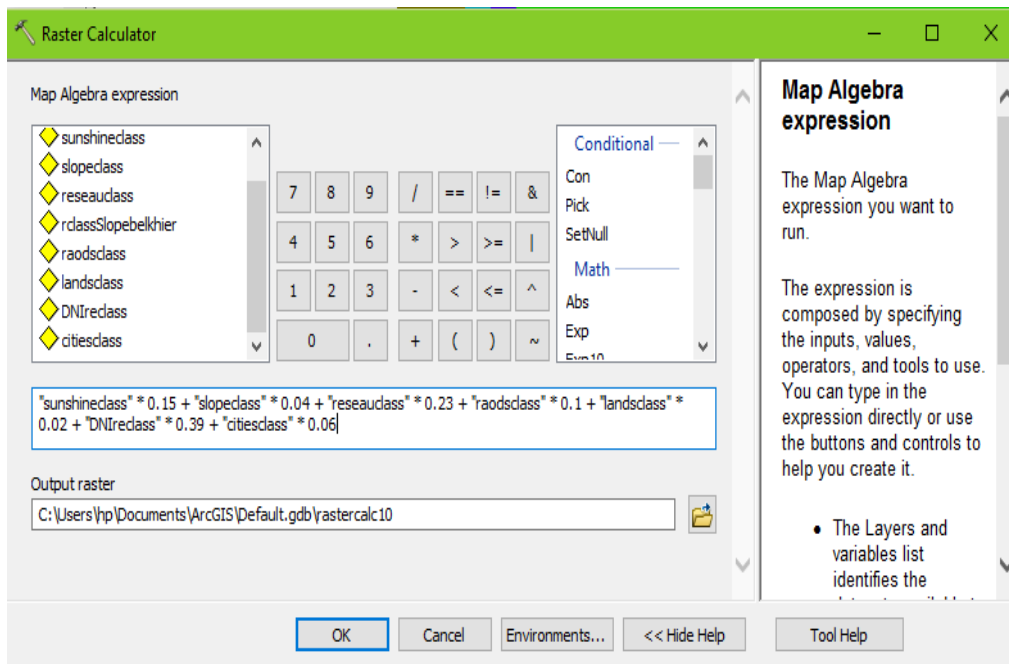 Raster Calculator
Map Algebra expression
sunshineclass
slopeclass
reseauclass
rclassSlopebelkhier
raodsclass
landsclass
DNIreclass
citiesclass
7 8 9 / == != &
4 5 6 * > >= |
1 2 3 - < <= ^
0 . + ( ) ~
Conditional
Con
Pick
SetNull
Math
Abs
Exp
Exp10
"sunshineclass" * 0.15 + "slopeclass" * 0.04 + "reseauclass" * 0.23 + "raodsclass" * 0.1 + "landsclass" *
0.02 + "DNIreclass" * 0.39 + "citiesclass" * 0.06
Output raster
C:\Users\hp\Documents\ArcGIS\Default.gdb\rastercalc10
OK Cancel Environments... << Hide Help Tool Help
Map Algebra
expression
The Map Algebra
expression you want to
run.
The expression is
composed by specifying
the inputs, values,
operators, and tools to use.
You can type in the
expression directly or use
the buttons and controls to
help you create it.
• The Layers and
variables list
identifies the